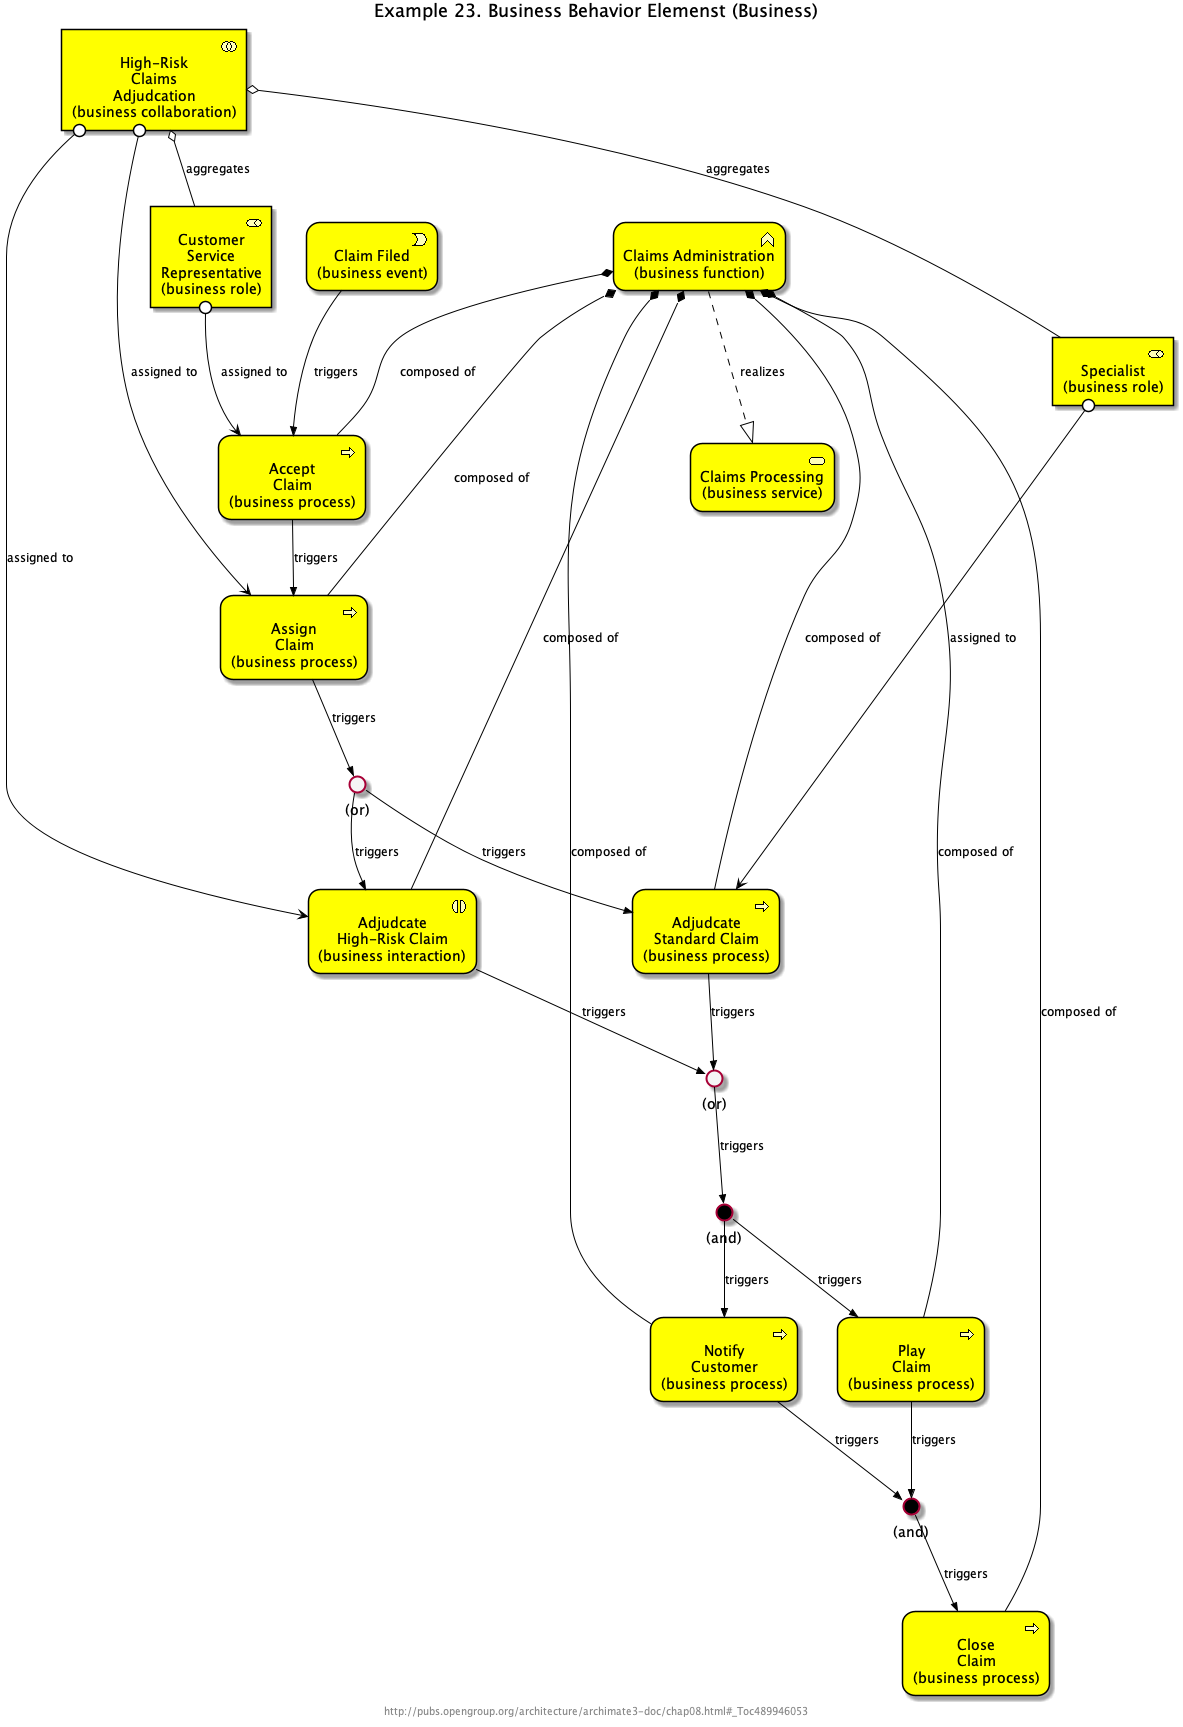 Example 23. Business Behavior Elemenst (Business)
High-Risk
Claims
Adjudcation
(business collaboration)
aggregates
aggregates
Customer
Service
Representative
(business role)
Claim Filed
(business event)
Claims Administration
(business function)
assigned to
assigned to
triggers
composed of
realizes
Specialist
(business role)
Accept
Claim
(business process)
composed of
Claims Processing
(business service)
assigned to
triggers
Assign
Claim
(business process)
composed of
composed of
assigned to
triggers
(or)
triggers
triggers
composed of
composed of
Adjudcate
High-Risk Claim
(business interaction)
Adjudcate
Standard Claim
(business process)
triggers
triggers
composed of
(or)
triggers
(and)
triggers
triggers
Notify
Customer
(business process)
Play
Claim
(business process)
triggers
triggers
(and)
triggers
Close
Claim
(business process)
http://pubs.opengroup.org/architecture/archimate3-doc/chap08.html#_Toc489946053